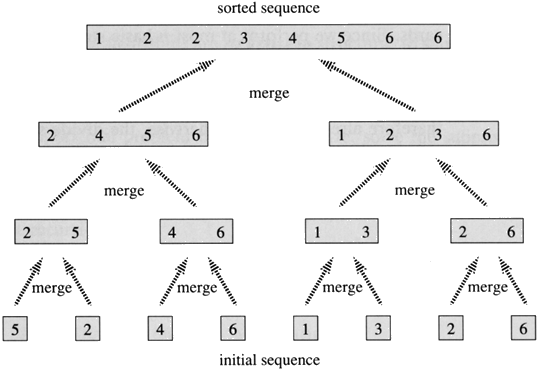 sorted sequence
1 2 2 3 4 5 6 6
merge
2 4 5 6
1 2 3 6
merge
merge
2 5
4 6
1 3
2 6
merge
merge
merge
merge
5
2
4
6
1
3
2
6
initial sequence